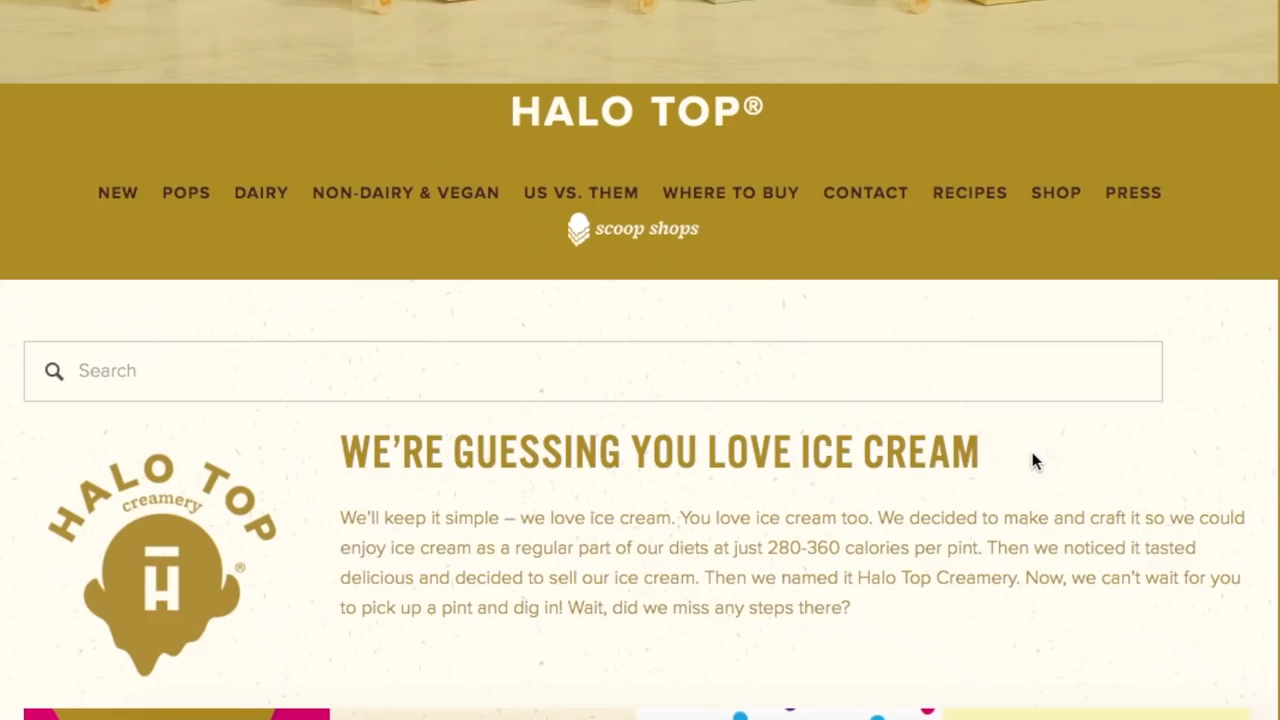 HALO TOP®
NEW POPS DAIRY NON-DAIRY & VEGAN US VS. THEM WHERE TO BUY CONTACT RECIPES SHOP PRESS
scoop shops
Search
HALO TOP
creamery
H
®
WE'RE GUESSING YOU LOVE ICE CREAM
We'll keep it simple – we love ice cream. You love ice cream too. We decided to make and craft it so we could
enjoy ice cream as a regular part of our diets at just 280-360 calories per pint. Then we noticed it tasted
delicious and decided to sell our ice cream. Then we named it Halo Top Creamery. Now, we can't wait for you
to pick up a pint and dig in! Wait, did we miss any steps there?